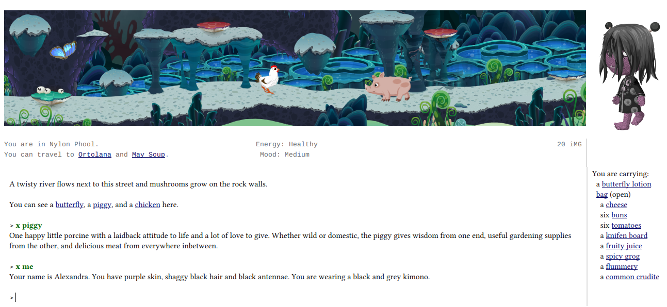 You are in Nylon Phool. Energy: Healthy 20 iMG
You can travel to Ortolana and May Soup. Mood: Medium
A twisty river flows next to this street and mushrooms grow on the rock walls.
You can see a butterfly, a piggy, and a chicken here.
> x piggy
One happy little porcine with a laidback attitude to life and a lot of love to give. Whether wild or domestic, the piggy gives wisdom from one end, useful gardening supplies
from the other, and delicious meat from everywhere inbetween.
> x me
Your name is Alexandra. You have purple skin, shaggy black hair and black antennae. You are wearing a black and grey kimono.
>
You are carrying:
a butterfly lotion
bag (open)
a cheese
six buns
six tomatoes
a knifen board
a fruity juice
a spicy grog
a flummery
a common crudite